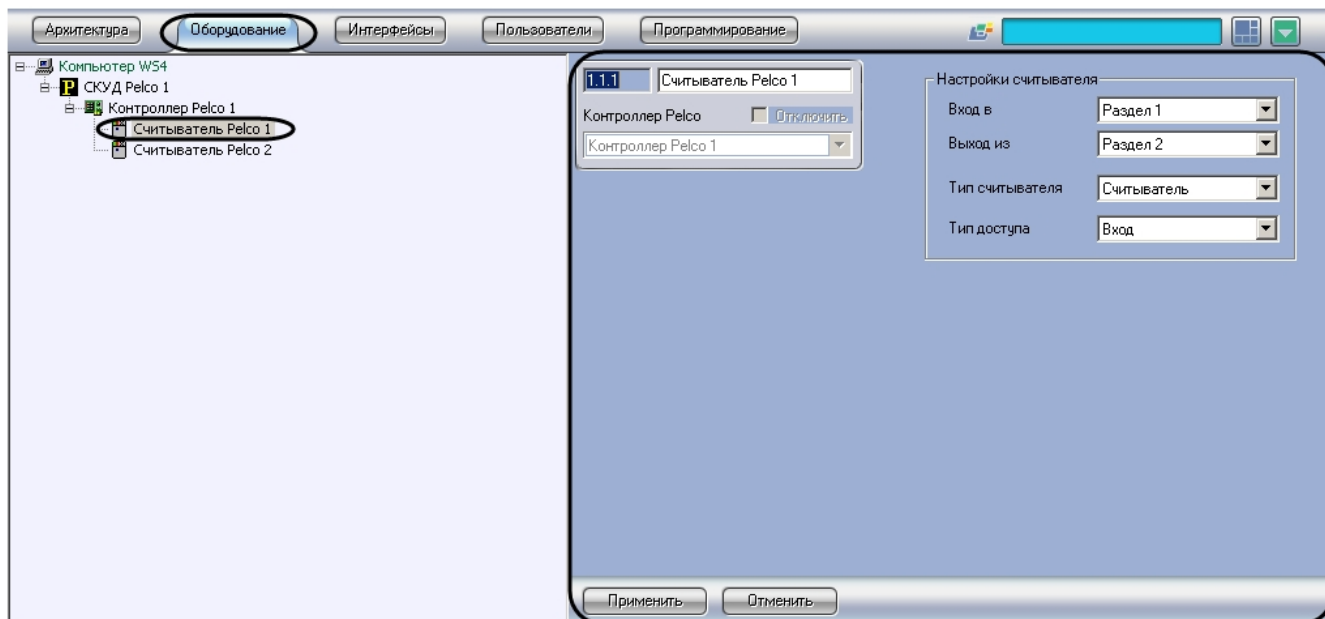 Архитектура Оборудование Интерфейсы Пользователи Программирование
Компьютер WS4
P СКУД Pelco 1
Контроллер Pelco 1
Считыватель Pelco 1
Считыватель Pelco 2
1.1.1 Считыватель Pelco 1
Контроллер Pelco Отключить
Контроллер Pelco 1
Настройки считывателя
Вход в Раздел 1
Выход из Раздел 2
Тип считывателя Считыватель
Тип доступа Вход
Применить Отменить